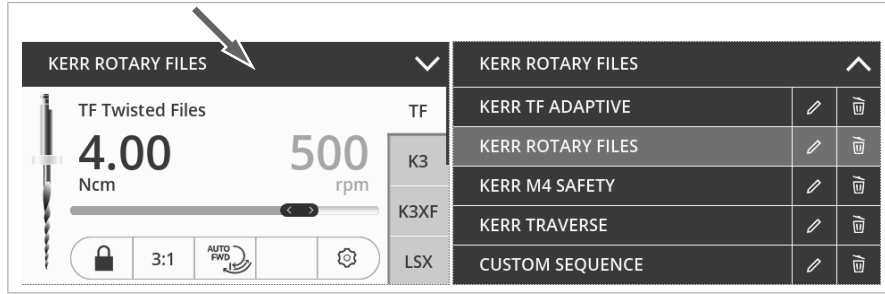 KERR ROTARY FILES
TF Twisted Files
4.00
Ncm
500
rpm
3:1
AUTO
FWD
TF
K3
K3XF
LSX
KERR ROTARY FILES
KERR TF ADAPTIVE
KERR ROTARY FILES
KERR M4 SAFETY
KERR TRAVERSE
CUSTOM SEQUENCE